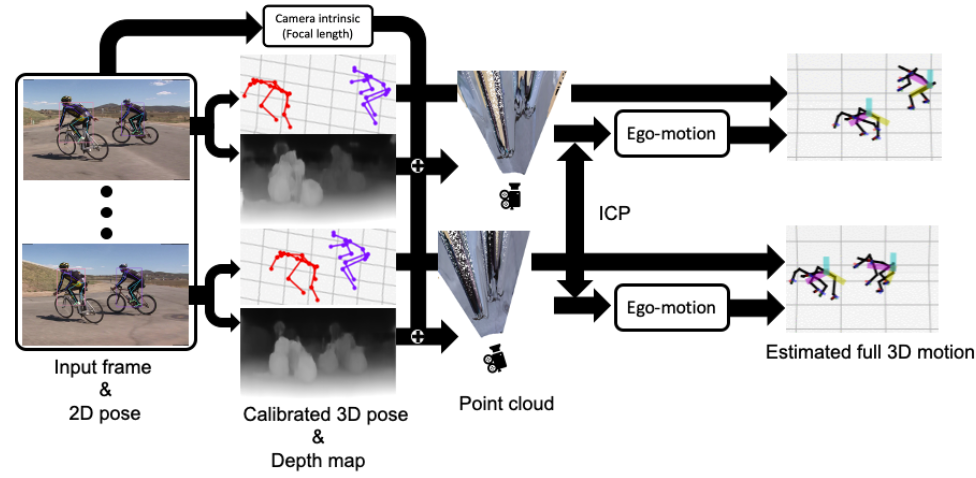 Camera intrinsic
(Focal length)
Ego-motion
ICP
Ego-motion
Input frame
&
2D pose
Calibrated 3D pose
&
Depth map
Point cloud
Estimated full 3D motion